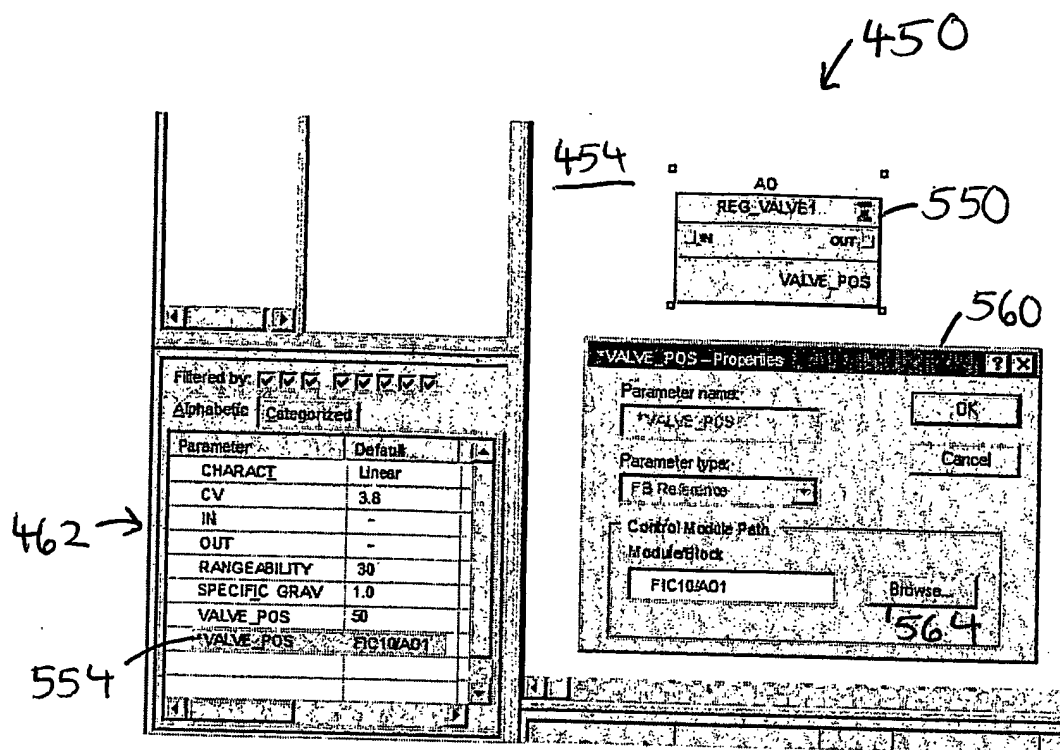 450
454
AO
REG_VALVE1
550
IN OUT
VALVE_POS
560
*VALVE_POS – Properties ? X
Parameter name:
*VALVE_POS
OK
Parameter type:
Cancel
FB Reference
Control Module Path
Module/Block
FIC10/AO1
Browse...
564
Filtered by:
Alphabetic Categorized
Parameter Default
CHARACT Linear
CV 3.8
IN -
OUT -
RANGEABILITY 30
SPECIFIC GRAV 1.0
VALVE_POS 50
*VALVE_POS FIC10/AO1
462
554